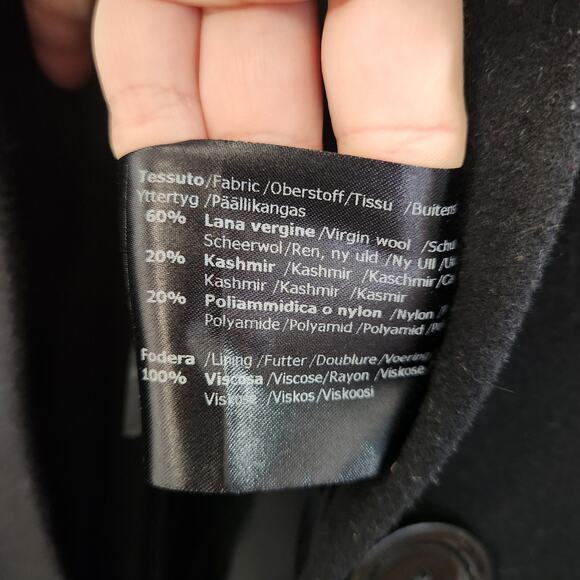 Tessuto/Fabric/Oberstoff/Tissu /Buitens
Yttertyg/Päällikangas
60% Lana vergine/Virgin wool /Schu
Scheerwol/Ren, ny uld /Ny Ull
20% Kashmir /Kashmir /Kaschmir/Ca
Kashmir /Kashmir /Kasmir
20% Poliammidica o nylon /Nylon
Polyamide/Polyamid/Polyamid
Fodera /Lining/Futter/Doublure/Voering
100% Viscosa/Viscose/Rayon /Viskose
Viskose /Viskos/Viskoosi